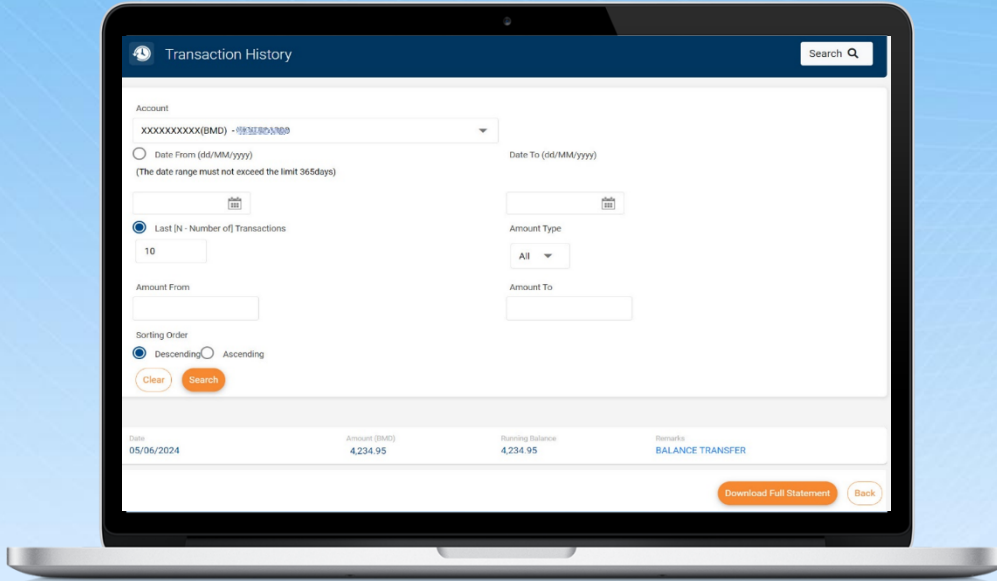 Transaction History
Search
Account
XXXXXXXXXX(BMD) -
Date From (dd/MM/yyyy)
Date To (dd/MM/yyyy)
(The date range must not exceed the limit 365days)
Last [N - Number of] Transactions
Amount Type
10
All
Amount From
Amount To
Sorting Order
Descending
Ascending
Clear
Search
Date
Amount (BMD)
Running Balance
Remarks
05/06/2024
4,234.95
4,234.95
BALANCE TRANSFER
Download Full Statement
Back